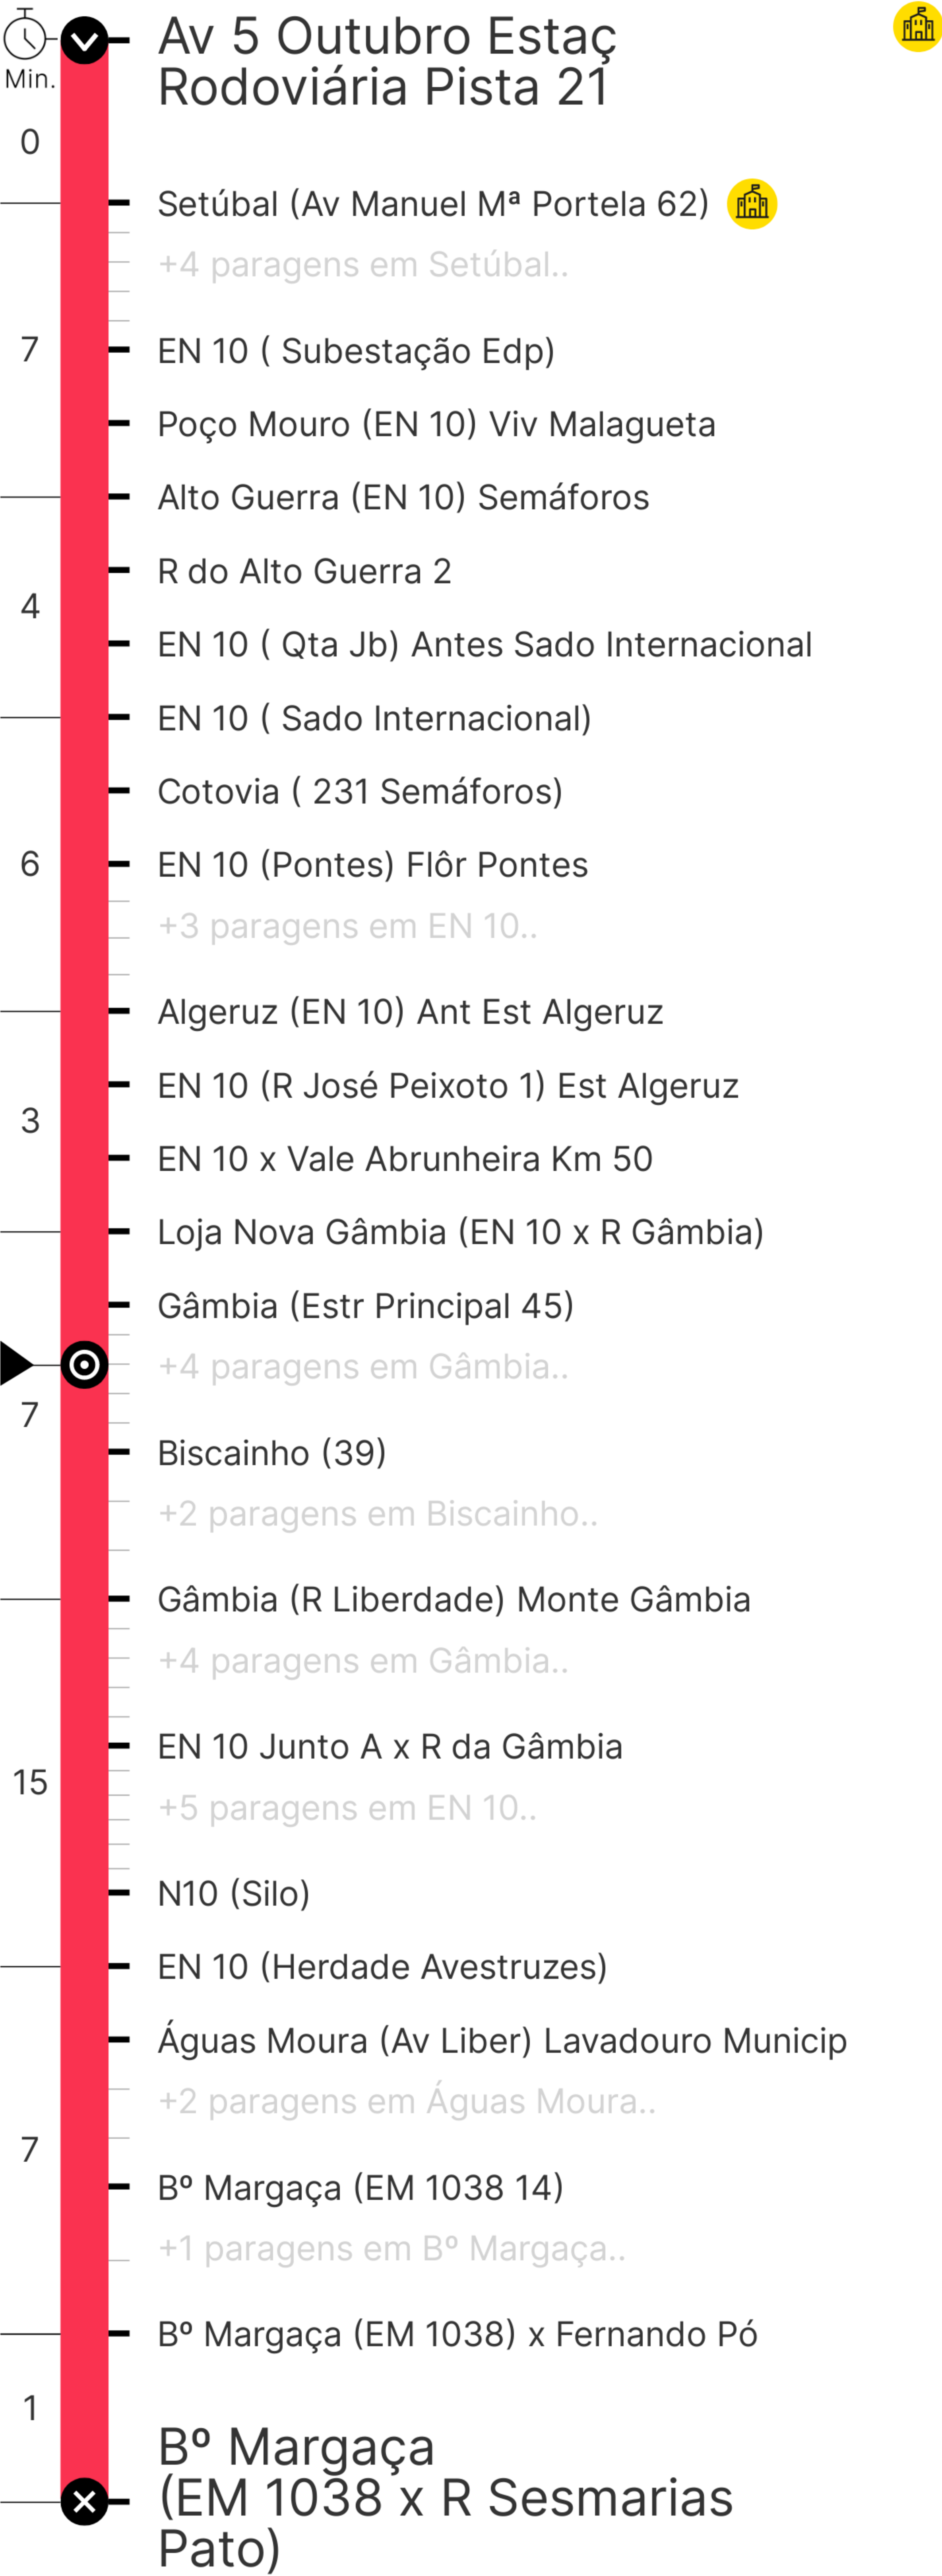 Av 5 Outubro Estaç
Rodoviária Pista 21
Min.
0
Setúbal (Av Manuel Mª Portela 62)
+4 paragens em Setúbal..
7
EN 10 ( Subestação Edp)
Poço Mouro (EN 10) Viv Malagueta
Alto Guerra (EN 10) Semáforos
R do Alto Guerra 2
4
EN 10 ( Qta Jb) Antes Sado Internacional
EN 10 ( Sado Internacional)
Cotovia ( 231 Semáforos)
6
EN 10 (Pontes) Flôr Pontes
+3 paragens em EN 10..
Algeruz (EN 10) Ant Est Algeruz
EN 10 (R José Peixoto 1) Est Algeruz
3
EN 10 x Vale Abrunheira Km 50
Loja Nova Gâmbia (EN 10 x R Gâmbia)
Gâmbia (Estr Principal 45)
+4 paragens em Gâmbia..
7
Biscainho (39)
+2 paragens em Biscainho..
Gâmbia (R Liberdade) Monte Gâmbia
+4 paragens em Gâmbia..
EN 10 Junto A x R da Gâmbia
15
+5 paragens em EN 10..
N10 (Silo)
EN 10 (Herdade Avestruzes)
Águas Moura (Av Liber) Lavadouro Municip
+2 paragens em Águas Moura..
7
Bº Margaça (EM 1038 14)
+1 paragens em Bº Margaça..
Bº Margaça (EM 1038) x Fernando Pó
1
Bº Margaça
(EM 1038 x R Sesmarias
Pato)